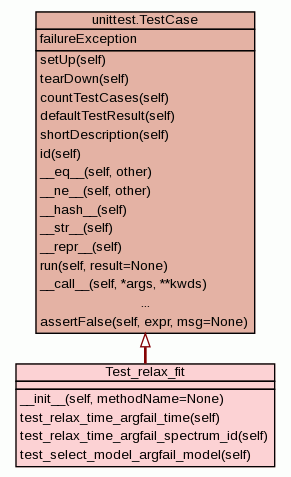 unittest.TestCase
failureException
setUp(self)
tearDown(self)
countTestCases(self)
defaultTestResult(self)
shortDescription(self)
id(self)
__eq__(self, other)
__ne__(self, other)
__hash__(self)
__str__(self)
__repr__(self)
run(self, result=None)
__call__(self, *args, **kwds)
...
assertFalse(self, expr, msg=None)
Test_relax_fit
__init__(self, methodName=None)
test_relax_time_argfail_time(self)
test_relax_time_argfail_spectrum_id(self)
test_select_model_argfail_model(self)